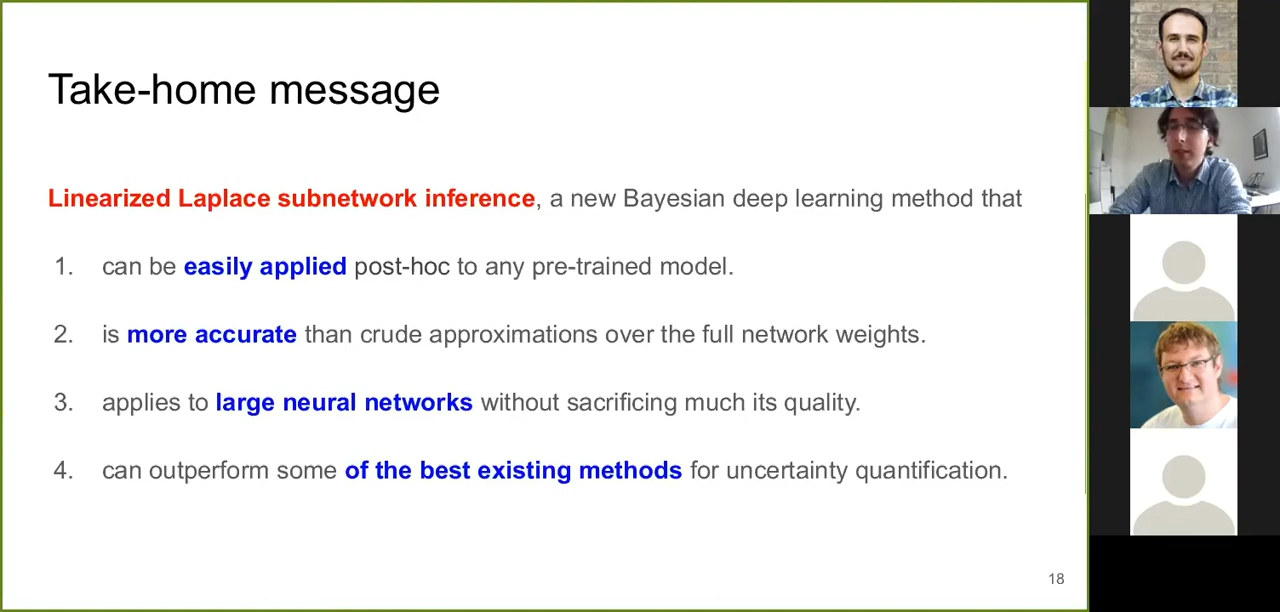 Take-home message
Linearized Laplace subnetwork inference, a new Bayesian deep learning method that
1. can be easily applied post-hoc to any pre-trained model.
2. is more accurate than crude approximations over the full network weights.
3. applies to large neural networks without sacrificing much its quality.
4. can outperform some of the best existing methods for uncertainty quantification.
18